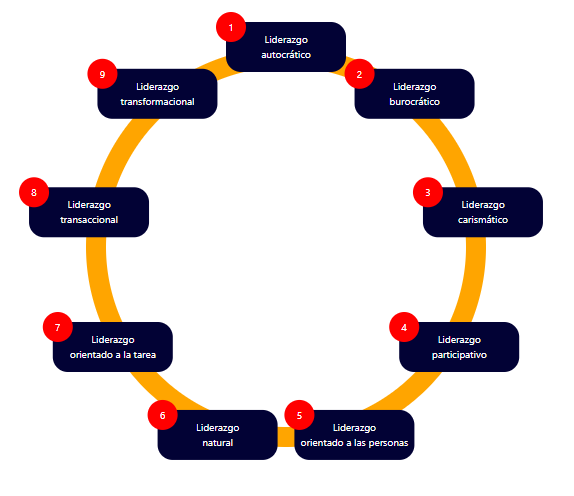 1
Liderazgo
autocrático
2
Liderazgo
burocrático
3
Liderazgo
carismático
4
Liderazgo
participativo
5
Liderazgo
orientado a las personas
6
Liderazgo
natural
7
Liderazgo
orientado a la tarea
8
Liderazgo
transaccional
9
Liderazgo
transformacional